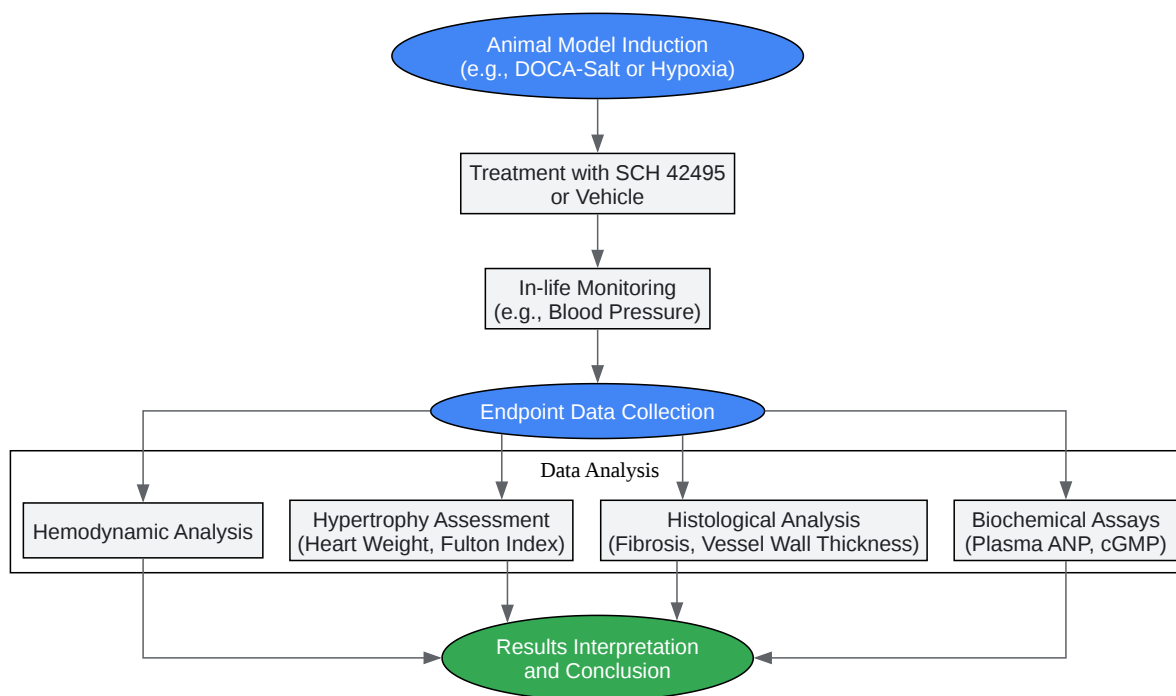 Animal Model Induction
(e.g., DOCA-Salt or Hypoxia)
Treatment with SCH 42495
or Vehicle
In-life Monitoring
(e.g., Blood Pressure)
Endpoint Data Collection
Data Analysis
Hemodynamic Analysis
Hypertrophy Assessment
(Heart Weight, Fulton Index)
Histological Analysis
(Fibrosis, Vessel Wall Thickness)
Biochemical Assays
(Plasma ANP, cGMP)
Results Interpretation
and Conclusion